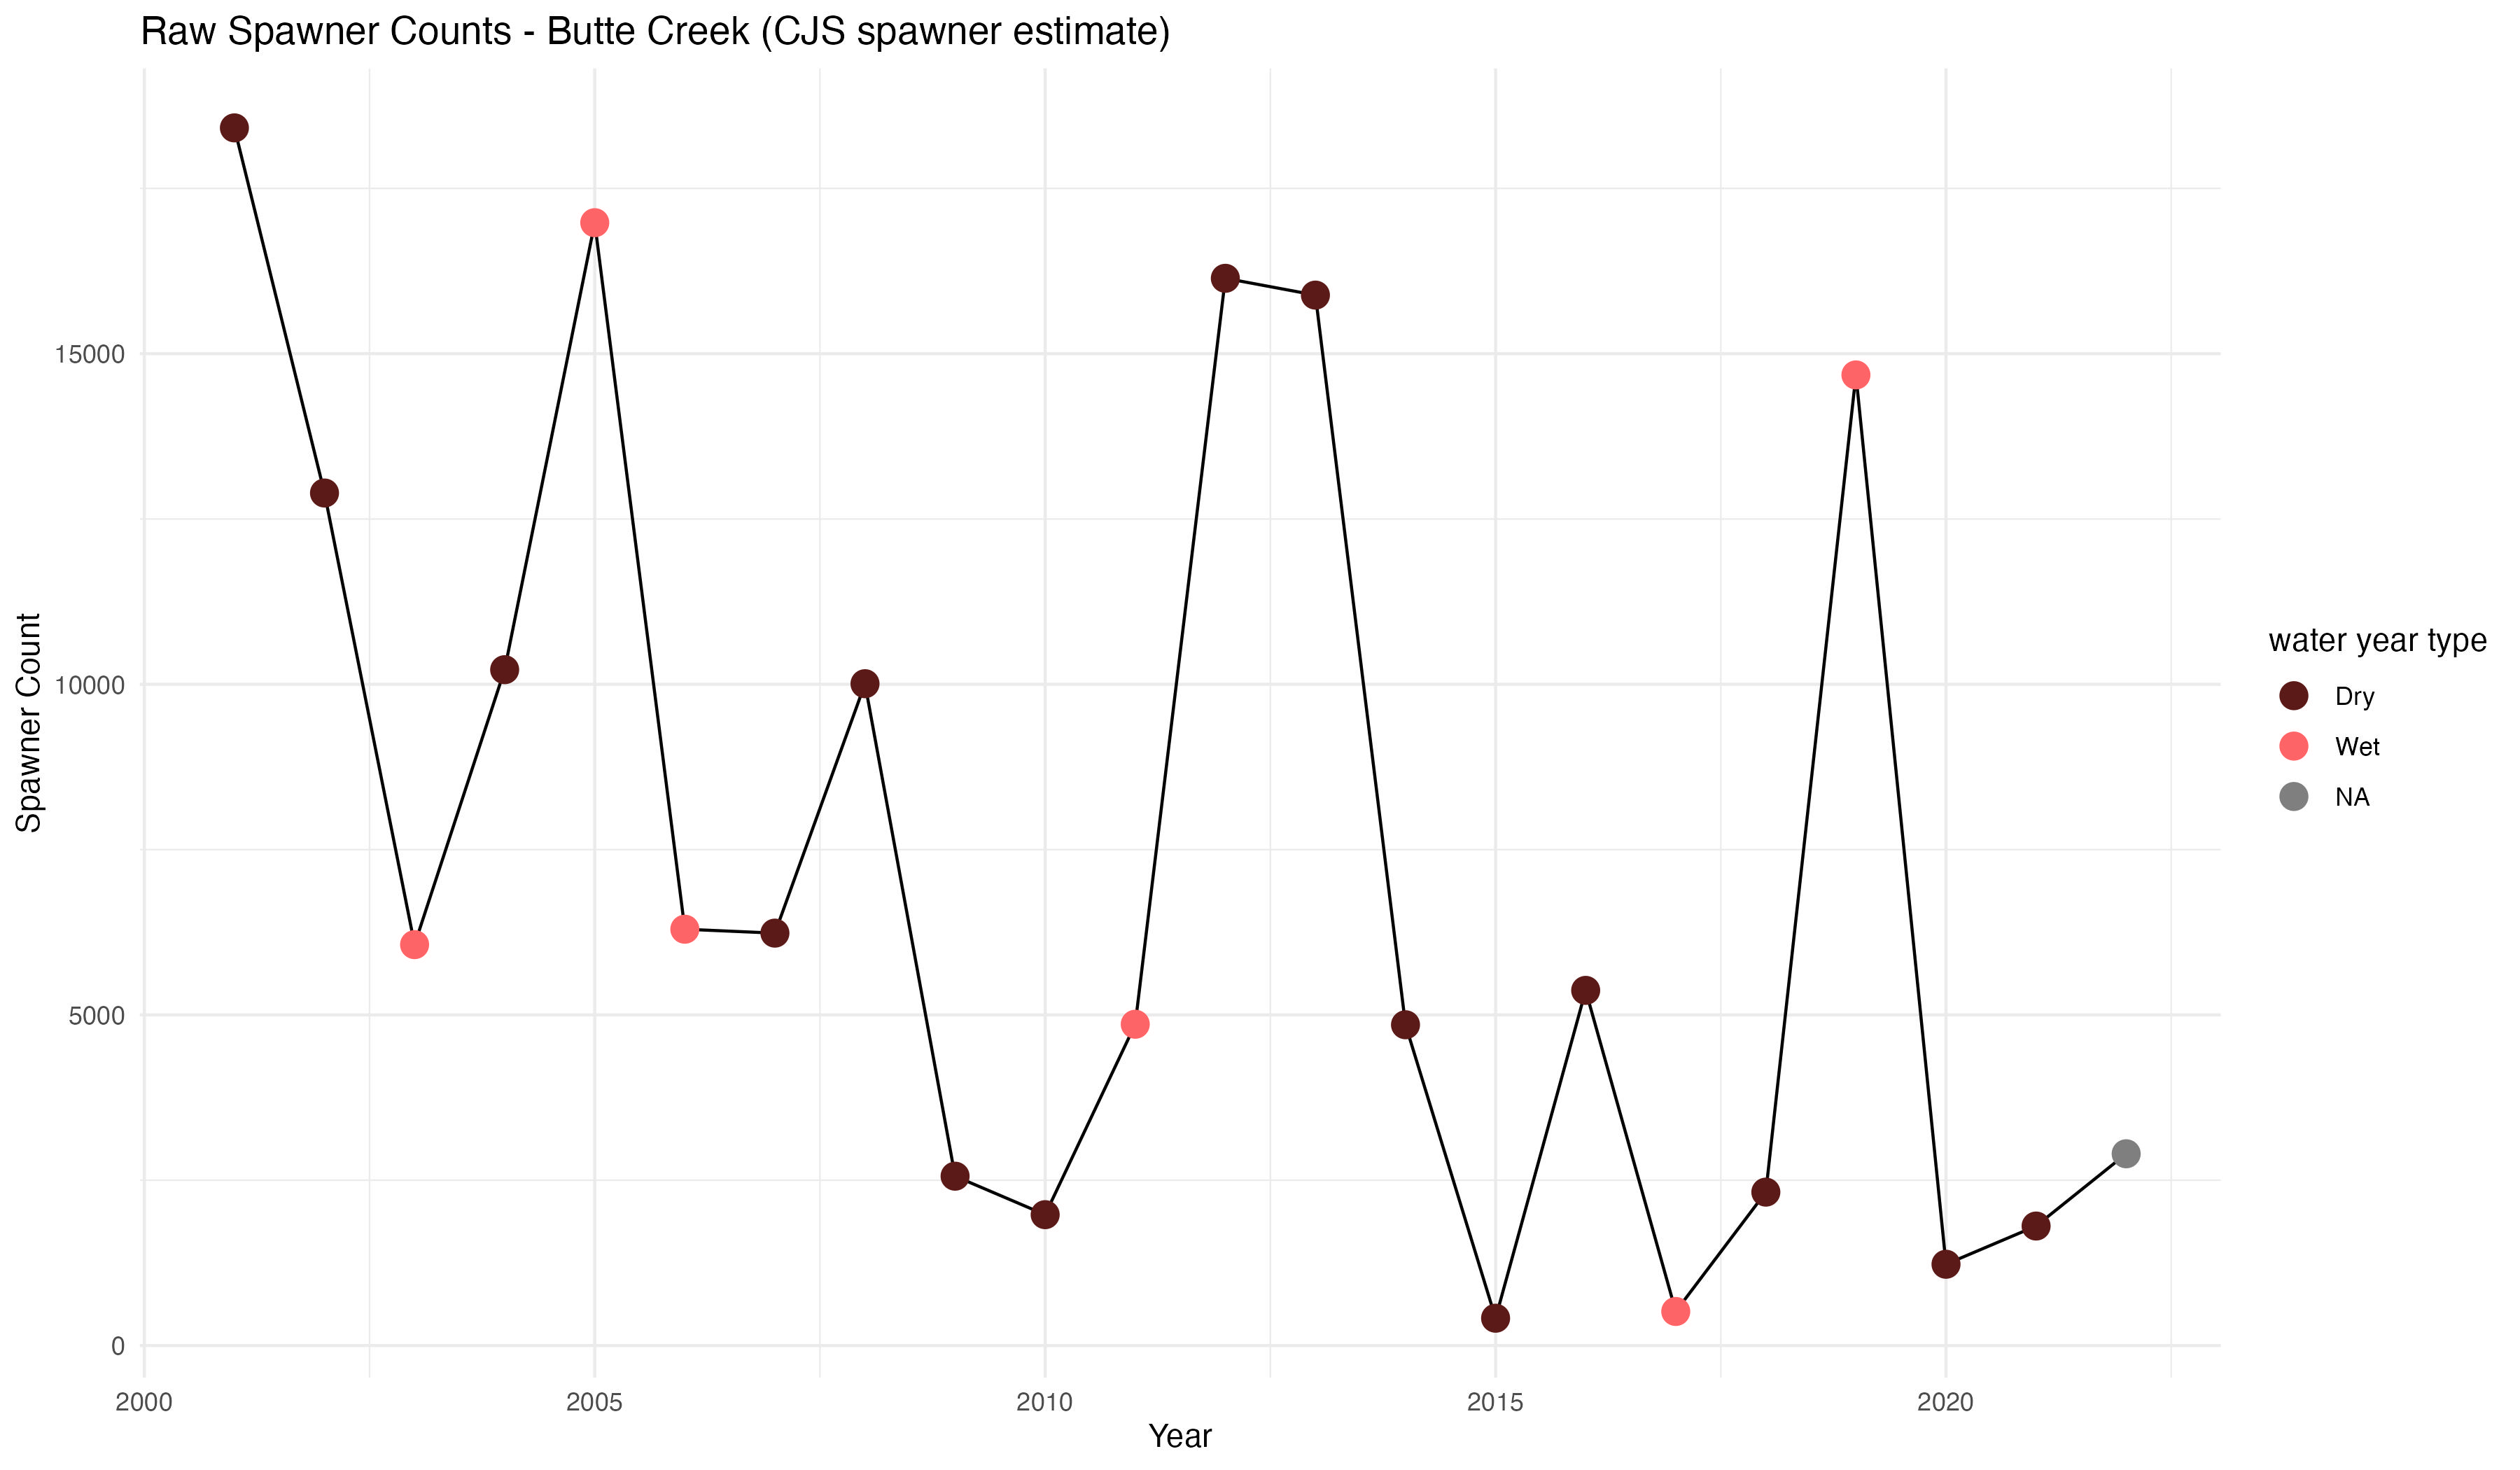 Raw Spawner Counts - Butte Creek (CJS spawner estimate)
Spawner Count
15000
10000
5000
0
2000
2005
2010
2015
2020
Year
water year type
Dry
Wet
NA